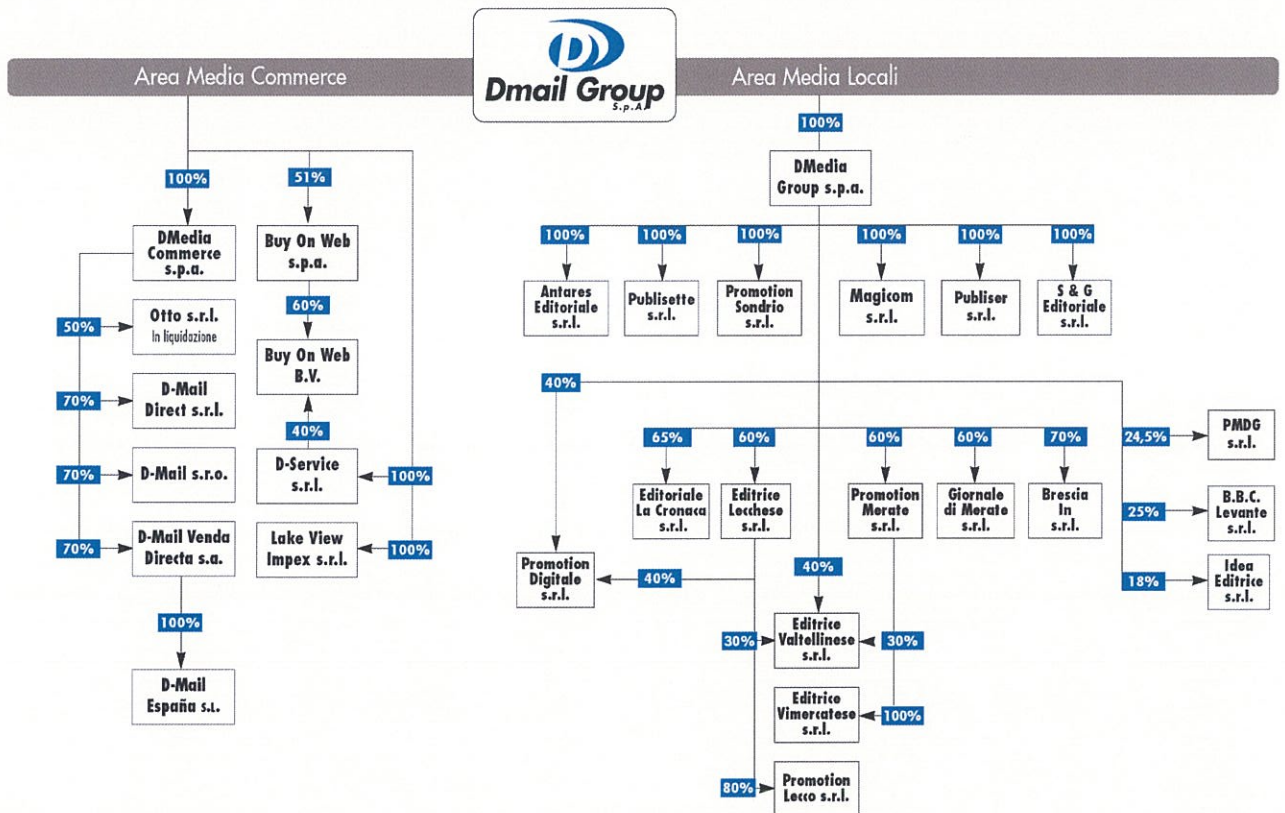 Area Media Commerce
D
Dmail Group
S.p.A.
Area Media Locali
100%
DMedia
Group s.p.a.
100%
51%
DMedia
Commerce
s.p.a.
Buy On Web
s.p.a.
50%
Otto s.r.l.
In liquidazione
60%
Buy On Web
B.V.
70%
D-Mail
Direct s.r.l.
40%
70%
D-Mail s.r.o.
D-Service
s.r.l.
100%
70%
D-Mail Venda
Directa s.a.
Lake View
Impex s.r.l.
100%
100%
D-Mail
España S.L.
100%
100%
100%
100%
100%
100%
Antares
Editoriale
s.r.l.
Publisette
s.r.l.
Promotion
Sondrio
s.r.l.
Magicom
s.r.l.
Publiser
s.r.l.
S & G
Editoriale
s.r.l.
40%
65%
60%
60%
60%
70%
24,5%
PMDG
s.r.l.
Editoriale
La Cronaca
s.r.l.
Editrice
Lecchese
s.r.l.
Promotion
Merate
s.r.l.
Giornale
di Merate
s.r.l.
Brescia
In
s.r.l.
25%
B.B.C.
Levante
s.r.l.
Promotion
Digitale
s.r.l.
40%
40%
18%
Idea
Editrice
s.r.l.
30%
Editrice
Valtellinese
s.r.l.
30%
Editrice
Vimercatese
s.r.l.
100%
80%
Promotion
Lecco s.r.l.